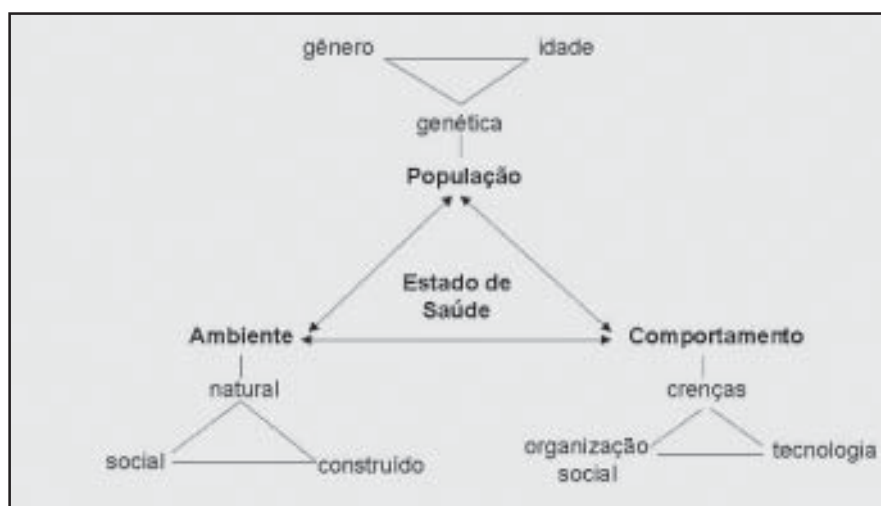 gênero
idade
genética
População
Estado de
Saúde
Ambiente
Comportamento
natural
crenças
social
construído
organização
social
tecnologia